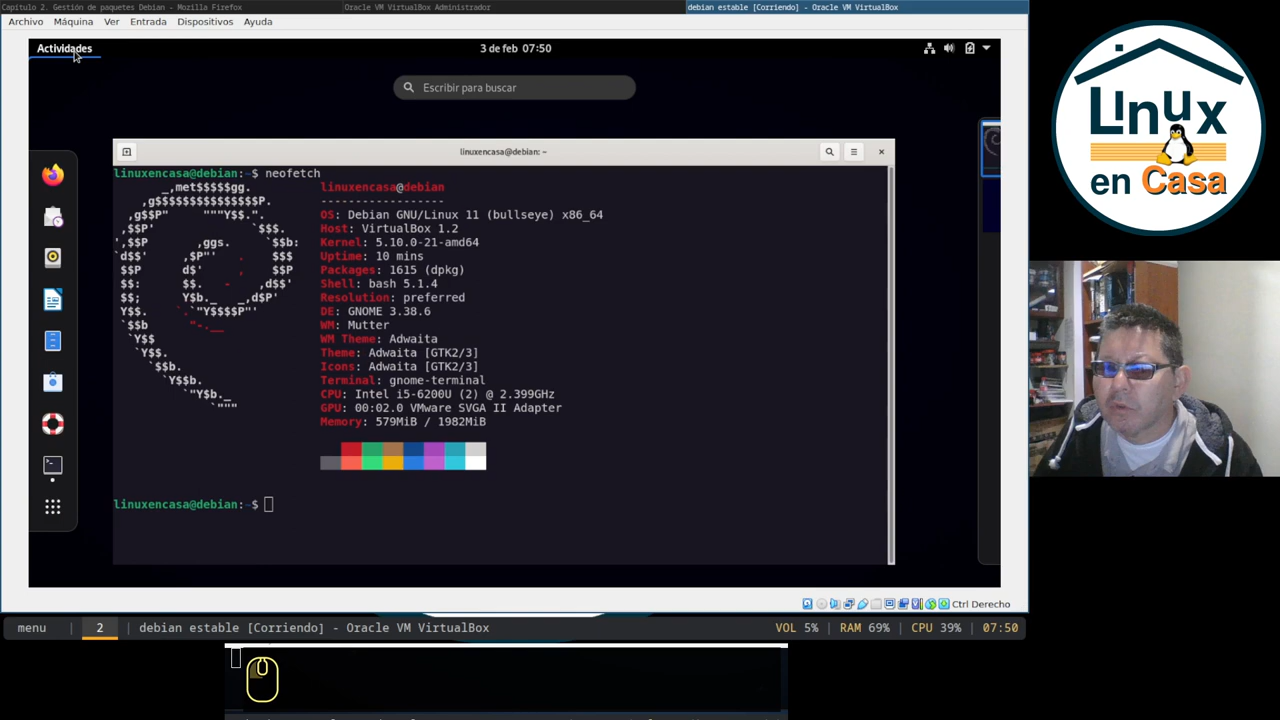 Capítulo 2. Gestión de paquetes Debian - Mozilla Firefox
Oracle VM VirtualBox Administrador
debian estable [Corriendo] - Oracle VM VirtualBox
Archivo Máquina Ver Entrada Dispositivos Ayuda
Actividades
3 de feb 07:50
Escribir para buscar
linuxencasa@debian: ~
linuxencasa@debian:~$ neofetch
_,met$$$$$gg.
,g$$$$$$$$$$$$$$$P.
,g$$P" """Y$$.".
,$$P' `$$$.
',$$P ,ggs. `$$b:
`d$$' ,$P"' . $$$
$$P d$' , $$P
$$: $$. - ,d$$'
$$; Y$b._ _,d$P'
Y$$. `.`"Y$$$$P"'
`$$b "-.__
`Y$$
`Y$$.
`$$b.
`Y$$b.
`"Y$b._
`"""
linuxencasa@debian
------------------
OS: Debian GNU/Linux 11 (bullseye) x86_64
Host: VirtualBox 1.2
Kernel: 5.10.0-21-amd64
Uptime: 10 mins
Packages: 1615 (dpkg)
Shell: bash 5.1.4
Resolution: preferred
DE: GNOME 3.38.6
WM: Mutter
WM Theme: Adwaita
Theme: Adwaita [GTK2/3]
Icons: Adwaita [GTK2/3]
Terminal: gnome-terminal
CPU: Intel i5-6200U (2) @ 2.399GHz
GPU: 00:02.0 VMware SVGA II Adapter
Memory: 579MiB / 1982MiB
linuxencasa@debian:~$
Ctrl Derecho
menu | 2 | debian estable [Corriendo] - Oracle VM VirtualBox
VOL 5% | RAM 69% | CPU 39% | 07:50
Linux
en Casa